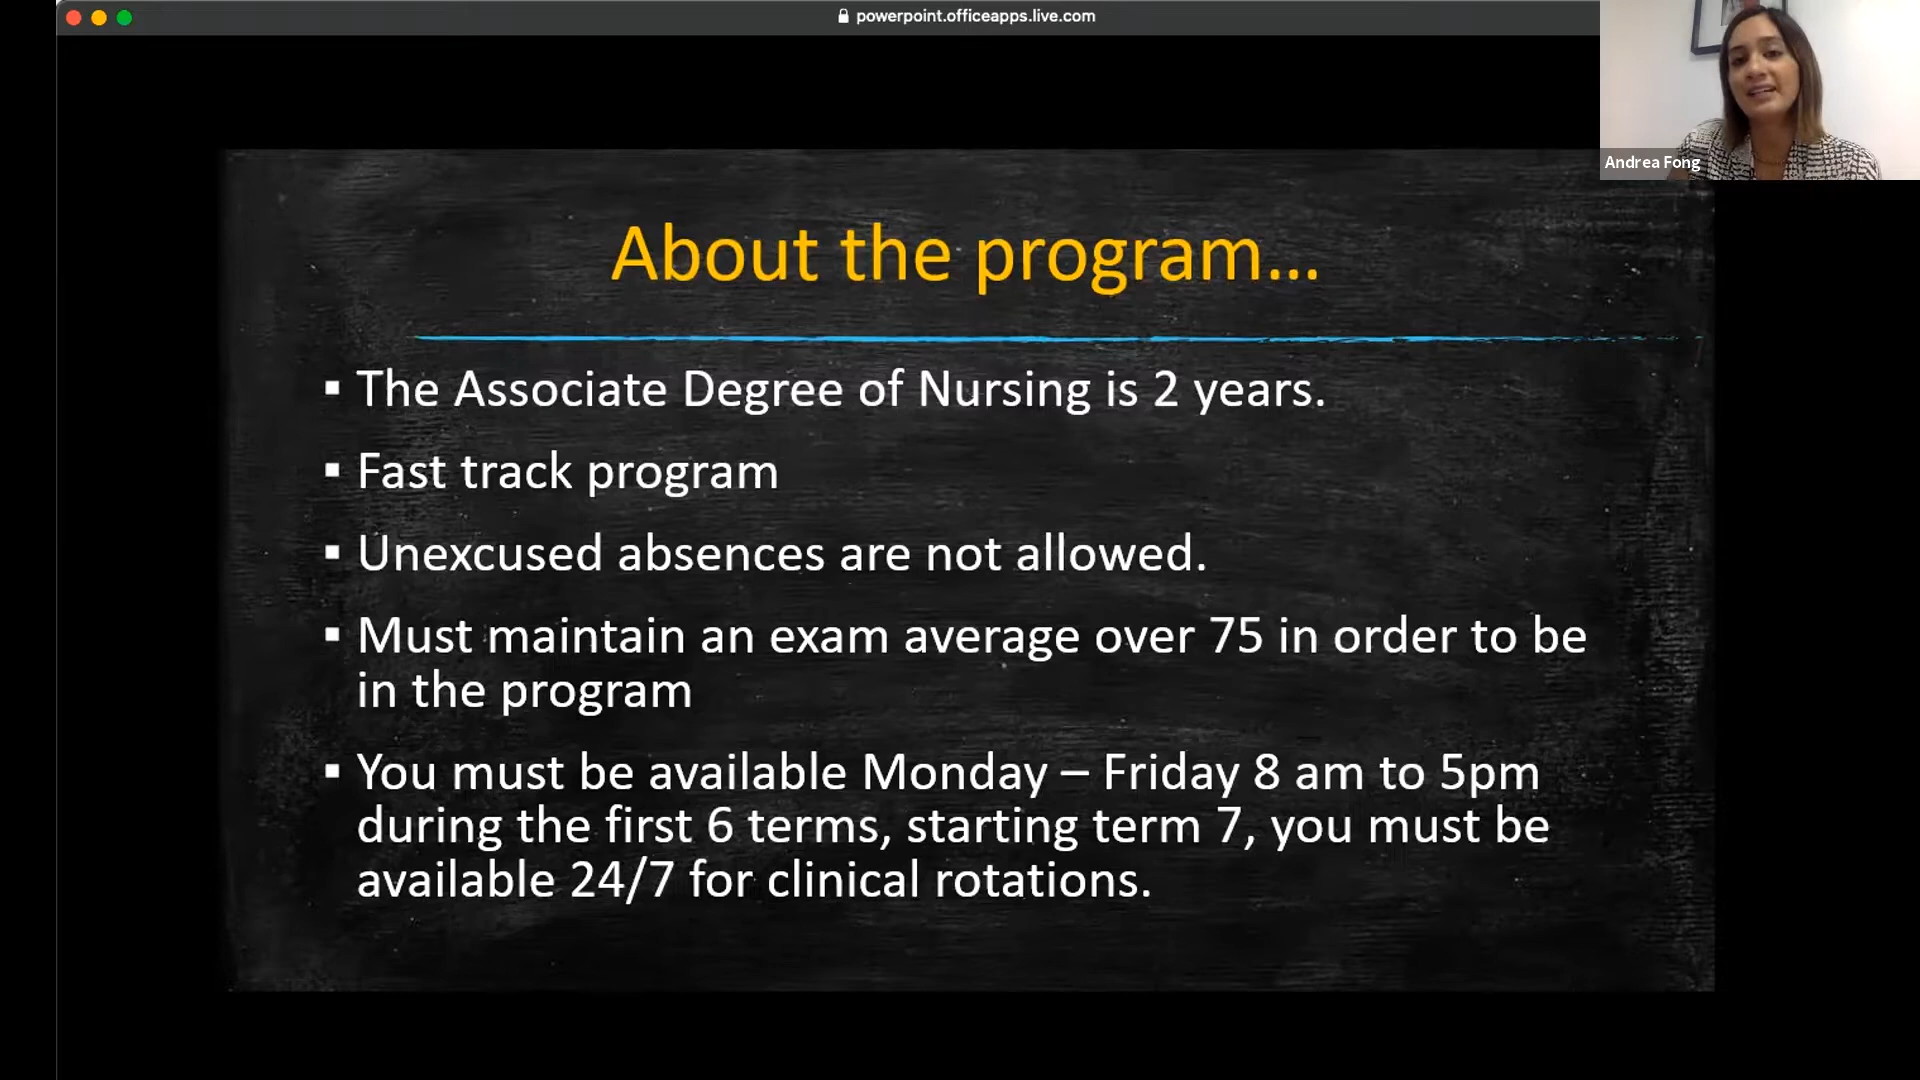 powerpoint.officeapps.live.com
Andrea Fong
About the program...
▪ The Associate Degree of Nursing is 2 years.
▪ Fast track program
▪ Unexcused absences are not allowed.
▪ Must maintain an exam average over 75 in order to be
in the program
▪ You must be available Monday – Friday 8 am to 5pm
during the first 6 terms, starting term 7, you must be
available 24/7 for clinical rotations.